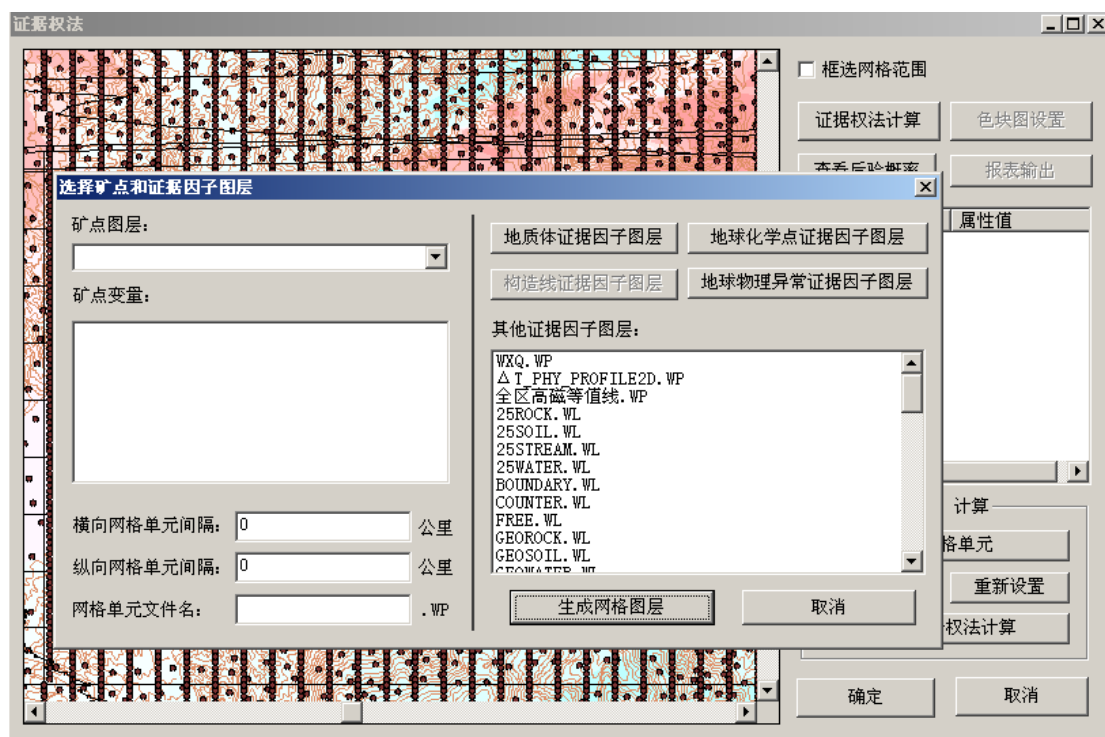 证据权法
框选网格范围
证据权法计算 色块图设置
查看后验概率 报表输出
选择矿点和证据因子图层
矿点图层:
矿点变量:
横向网格单元间隔: 0 公里
纵向网格单元间隔: 0 公里
网格单元文件名: .WP
地质体证据因子图层 地球化学点证据因子图层
构造线证据因子图层 地球物理异常证据因子图层
其他证据因子图层:
WXQ.WP
△T_PHY_PROFILE2D.WP
全区高磁等值线.WP
25ROCK.WL
25SOIL.WL
25STREAM.WL
25WATER.WL
BOUNDARY.WL
COUNTER.WL
FREE.WL
GEOROCK.WL
GEOSOIL.WL
GEOWATER.WL
生成网格图层 取消
属性值
计算
格单元
重新设置
权法计算
确定 取消